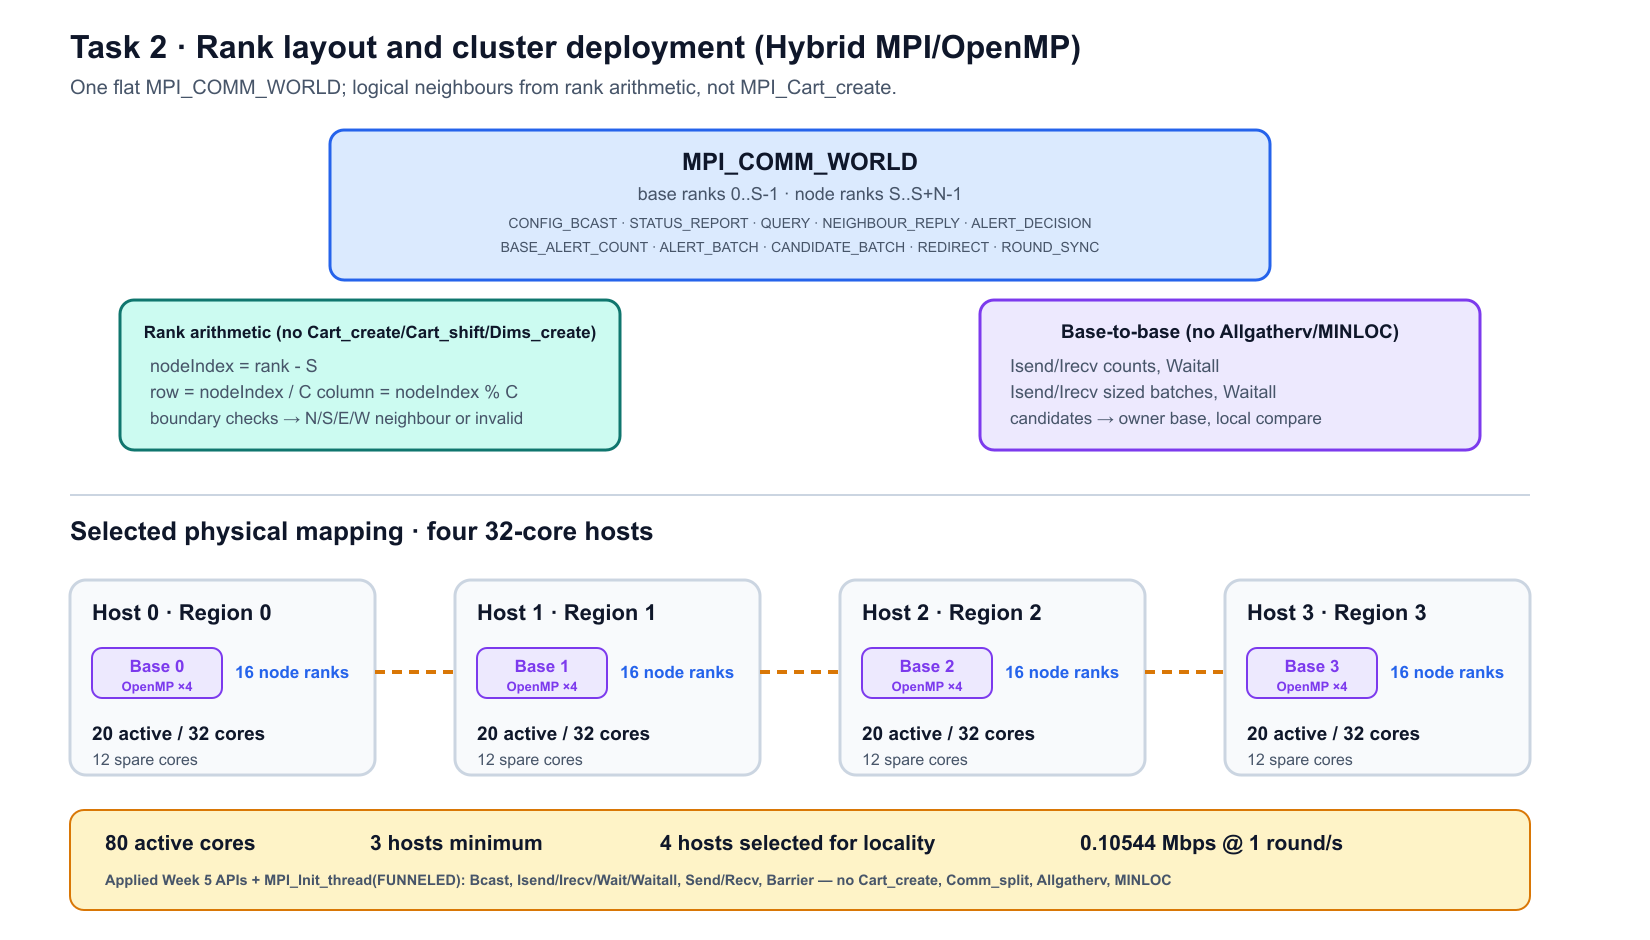 Task 2 · Rank layout and cluster deployment (Hybrid MPI/OpenMP)
One flat MPI_COMM_WORLD; logical neighbours from rank arithmetic, not MPI_Cart_create.
MPI_COMM_WORLD
base ranks 0..S-1 · node ranks S..S+N-1
CONFIG_BCAST · STATUS_REPORT · QUERY · NEIGHBOUR_REPLY · ALERT_DECISION
BASE_ALERT_COUNT · ALERT_BATCH · CANDIDATE_BATCH · REDIRECT · ROUND_SYNC
Rank arithmetic (no Cart_create/Cart_shift/Dims_create)
nodeIndex = rank - S
row = nodeIndex / C column = nodeIndex % C
boundary checks → N/S/E/W neighbour or invalid
Base-to-base (no Allgatherv/MINLOC)
Isend/Irecv counts, Waitall
Isend/Irecv sized batches, Waitall
candidates → owner base, local compare
Selected physical mapping · four 32-core hosts
Host 0 · Region 0
Base 0
OpenMP ×4
16 node ranks
20 active / 32 cores
12 spare cores
Host 1 · Region 1
Base 1
OpenMP ×4
16 node ranks
20 active / 32 cores
12 spare cores
Host 2 · Region 2
Base 2
OpenMP ×4
16 node ranks
20 active / 32 cores
12 spare cores
Host 3 · Region 3
Base 3
OpenMP ×4
16 node ranks
20 active / 32 cores
12 spare cores
80 active cores
3 hosts minimum
4 hosts selected for locality
0.10544 Mbps @ 1 round/s
Applied Week 5 APIs + MPI_Init_thread(FUNNELED): Bcast, Isend/Irecv/Wait/Waitall, Send/Recv, Barrier — no Cart_create, Comm_split, Allgatherv, MINLOC